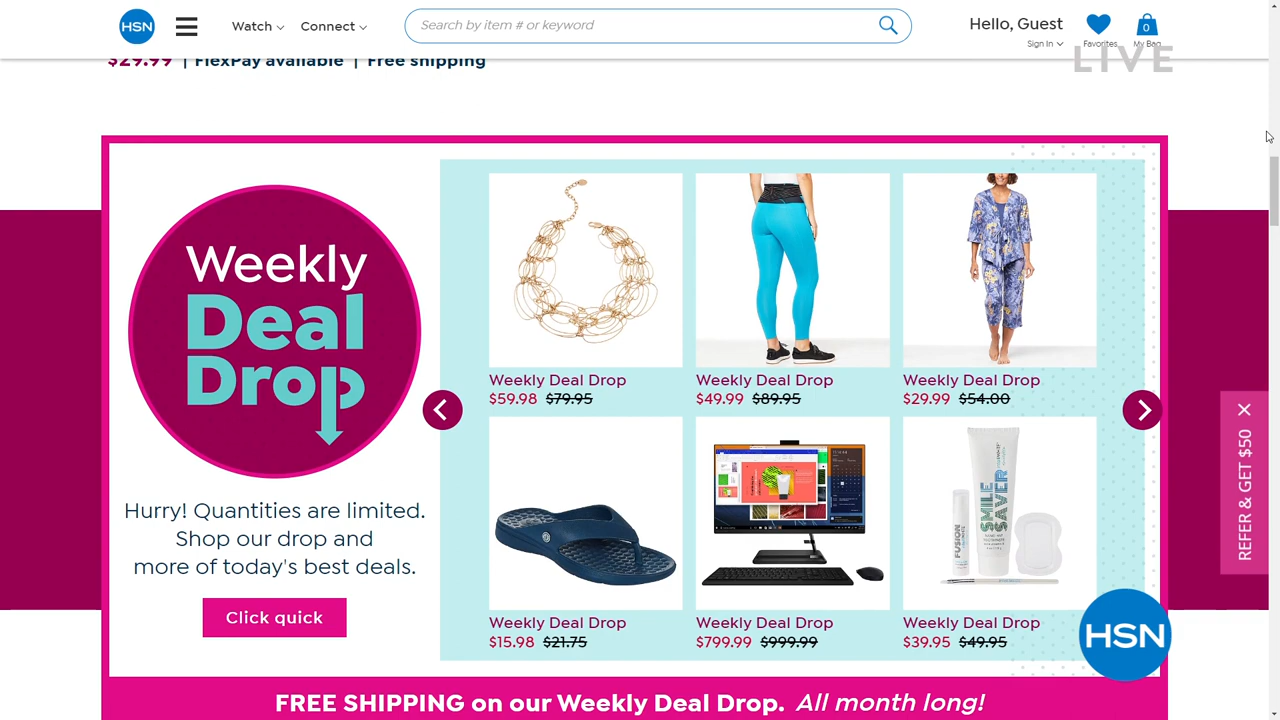 HSN
Watch
Connect
Search by item # or keyword
Hello, Guest
Sign In
Favorites
0
My Bag
LIVE
$29.99 | FlexPay available | Free shipping
Weekly
Deal
Drop
Hurry! Quantities are limited.
Shop our drop and
more of today's best deals.
Click quick
Weekly Deal Drop
$59.98 $79.95
Weekly Deal Drop
$49.99 $89.95
Weekly Deal Drop
$29.99 $54.00
SMILE
SAVER
FUSION
Weekly Deal Drop
$15.98 $21.75
Weekly Deal Drop
$799.99 $999.99
Weekly Deal Drop
$39.95 $49.95
REFER & GET $50
HSN
FREE SHIPPING on our Weekly Deal Drop. All month long!